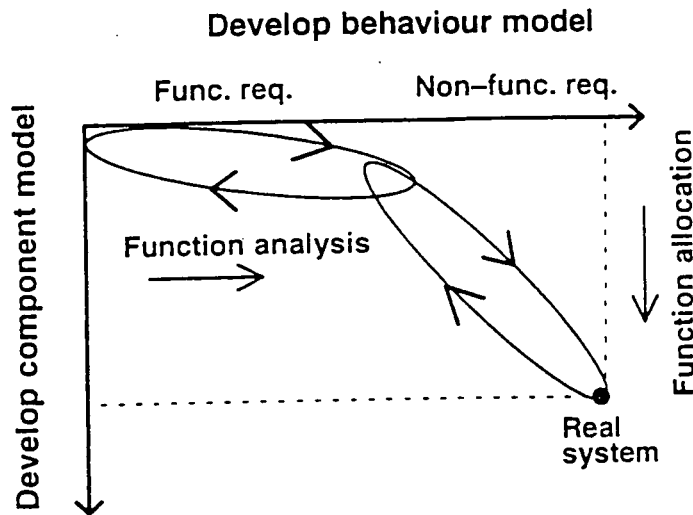 Develop behaviour model
Func. req.
Non–func. req.
Develop component model
Function analysis
Function allocation
Real
system